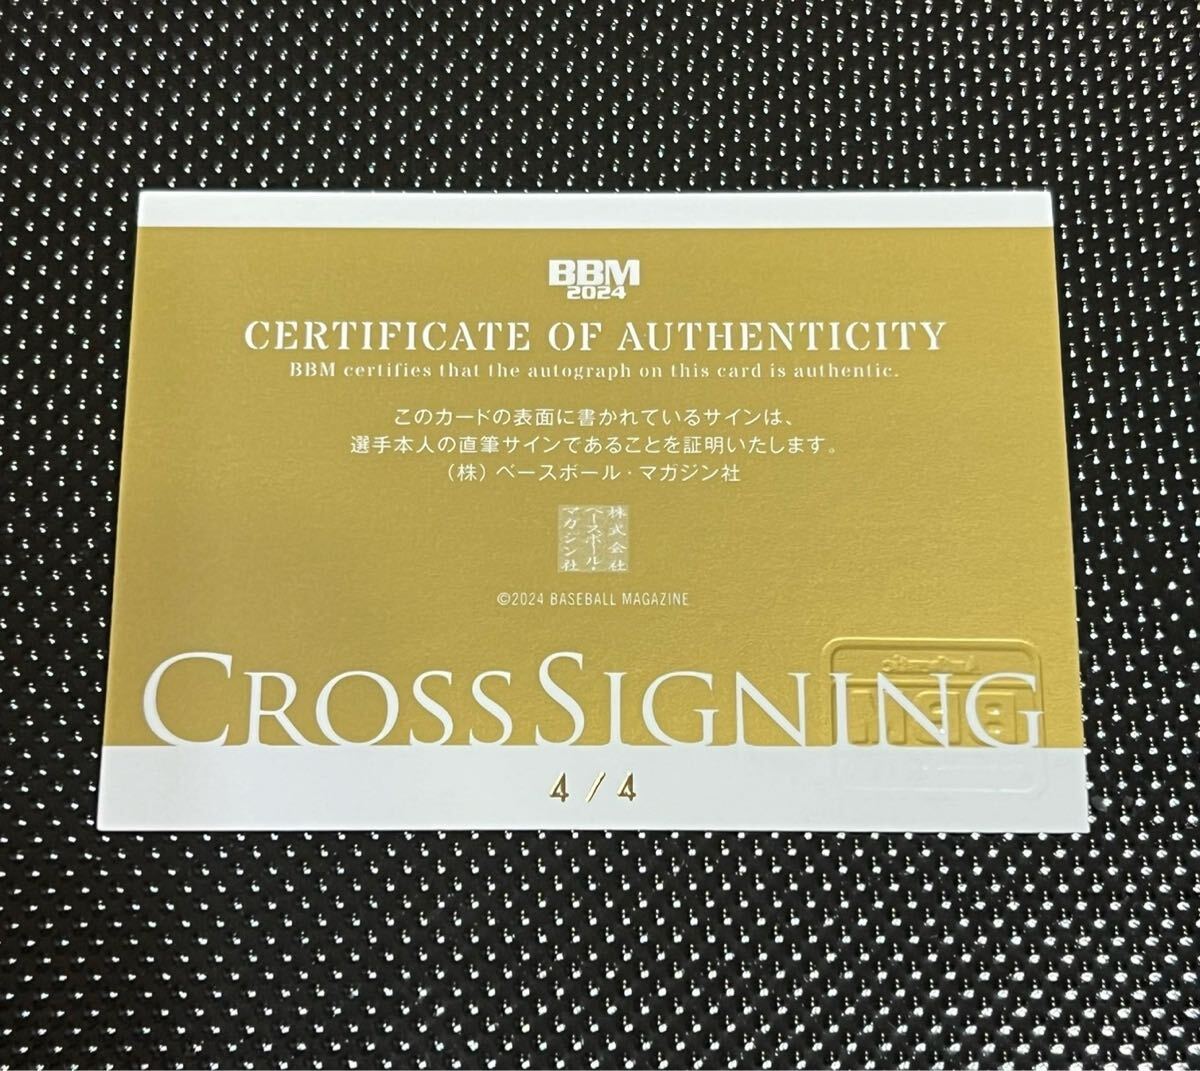 BBM
2024
CERTIFICATE OF AUTHENTICITY
BBM certifies that the autograph on this card is authentic.
このカードの表面に書かれているサインは、
選手本人の直筆サインであることを証明いたします。
（株）ベースボール・マガジン社
株式会社
ベースボール・
マガジン社
©2024 BASEBALL MAGAZINE
CROSSSIGNING
BBM
4 / 4